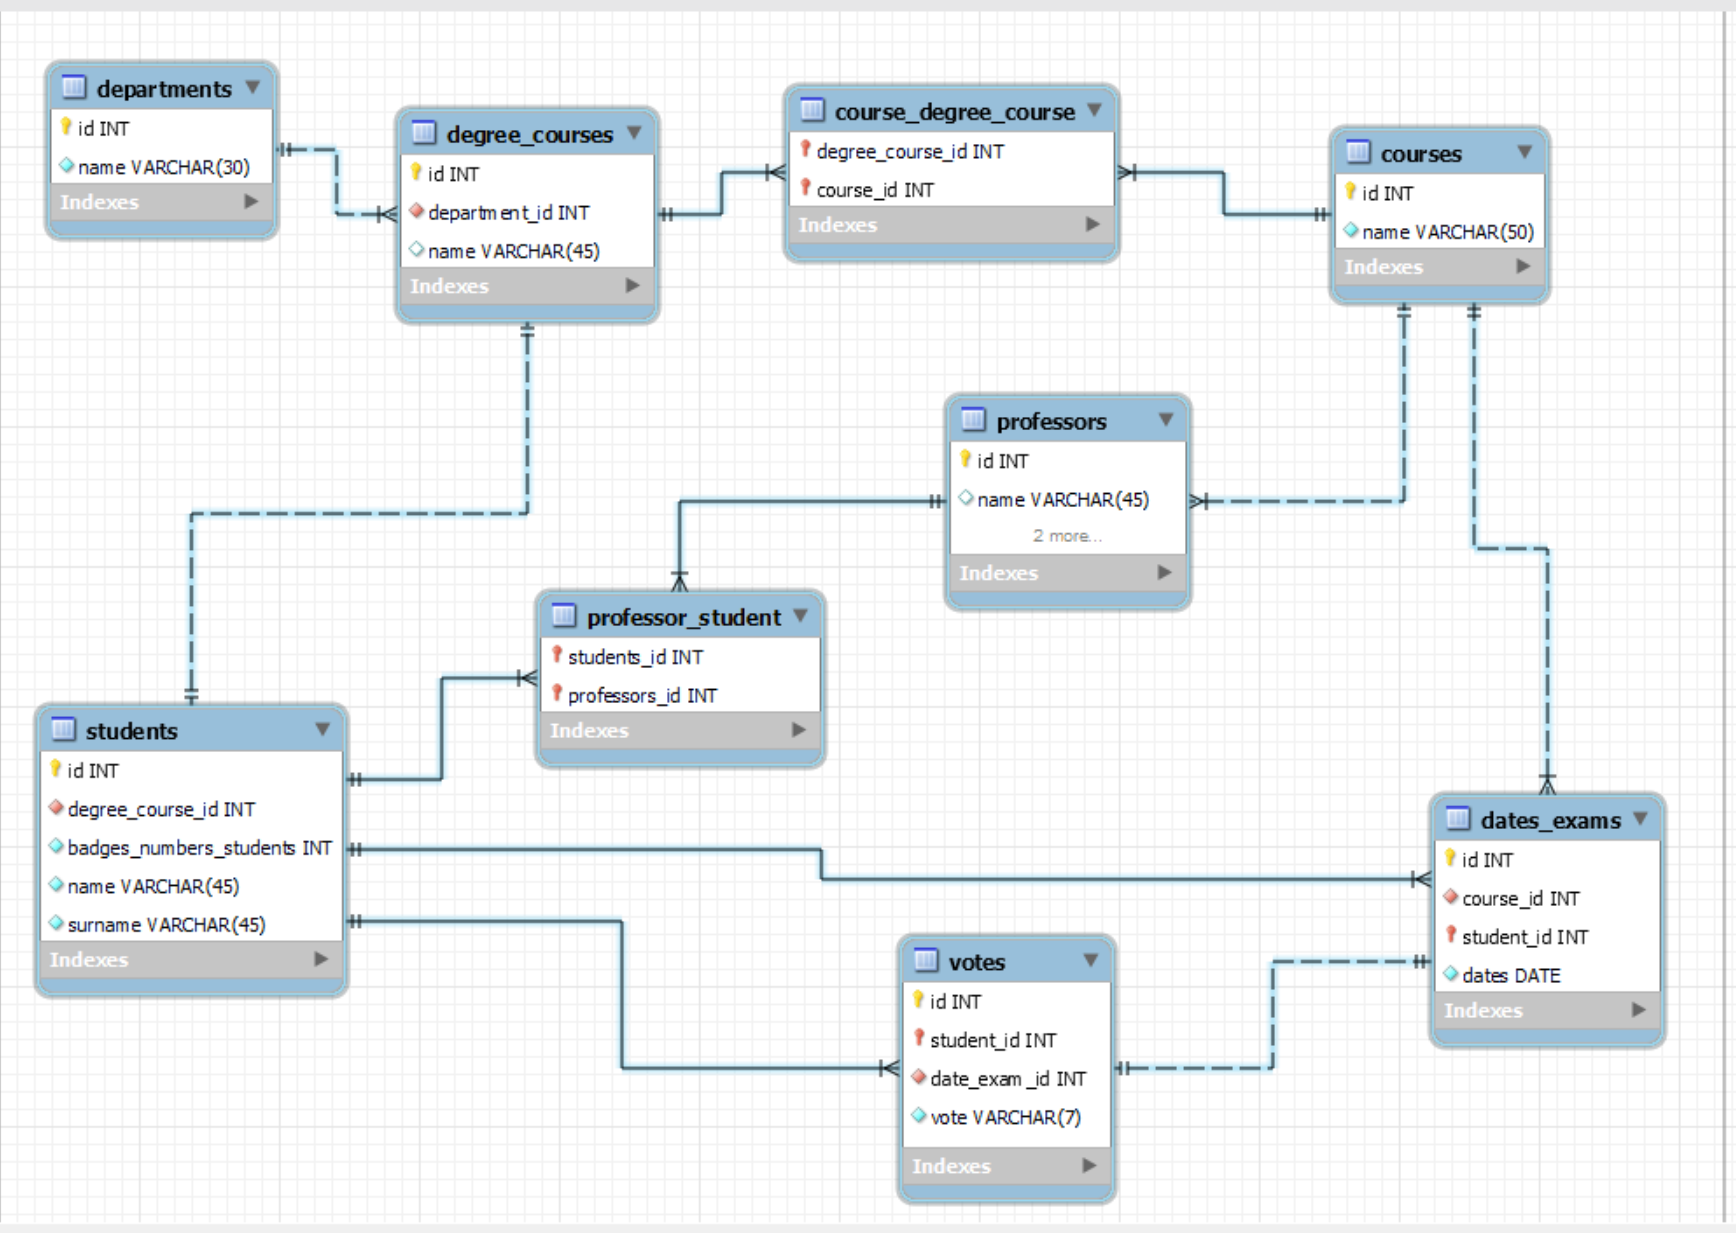 departments
id INT
name VARCHAR(30)
Indexes
degree_courses
id INT
department_id INT
name VARCHAR(45)
Indexes
course_degree_course
degree_course_id INT
course_id INT
Indexes
courses
id INT
name VARCHAR(50)
Indexes
professors
id INT
name VARCHAR(45)
2 more...
Indexes
professor_student
students_id INT
professors_id INT
Indexes
students
id INT
degree_course_id INT
badges_numbers_students INT
name VARCHAR(45)
surname VARCHAR(45)
Indexes
dates_exams
id INT
course_id INT
student_id INT
dates DATE
Indexes
votes
id INT
student_id INT
date_exam_id INT
vote VARCHAR(7)
Indexes